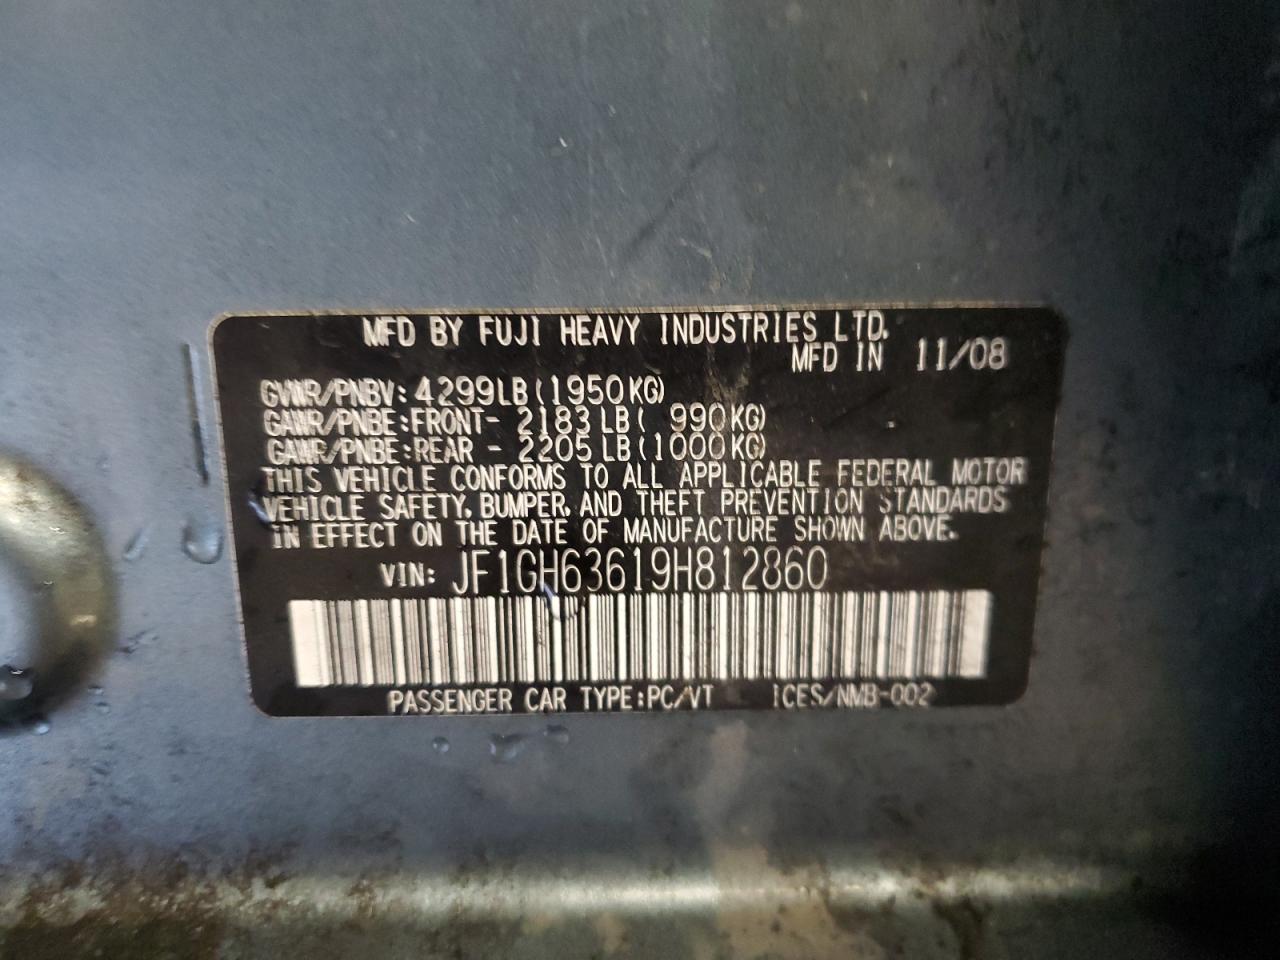 MFD BY FUJI HEAVY INDUSTRIES LTD.
MFD IN 11/08
GVWR/PNBV: 4299LB(1950KG)
GAWR/PNBE:FRONT- 2183LB( 990KG)
GAWR/PNBE:REAR - 2205LB(1000KG)
THIS VEHICLE CONFORMS TO ALL APPLICABLE FEDERAL MOTOR
VEHICLE SAFETY, BUMPER, AND THEFT PREVENTION STANDARDS
IN EFFECT ON THE DATE OF MANUFACTURE SHOWN ABOVE.
VIN: JF1GH63619H812860
PASSENGER CAR TYPE:PC/VT ICES/NMB-002